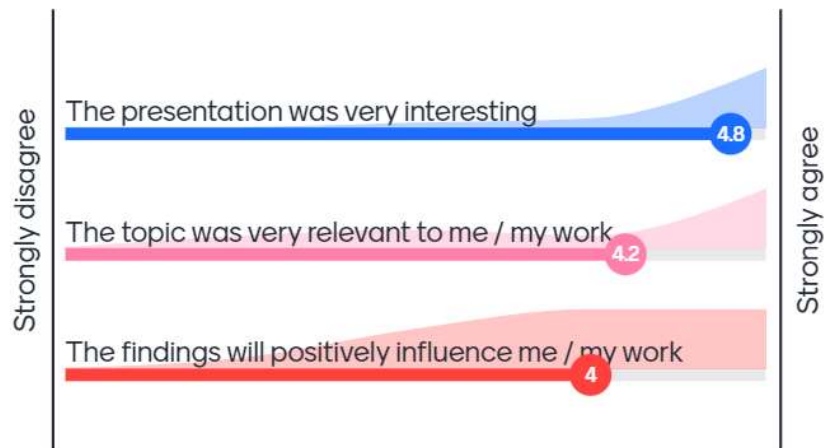 Strongly disagree
The presentation was very interesting
4.8
The topic was very relevant to me / my work
4.2
The findings will positively influence me / my work
4
Strongly agree